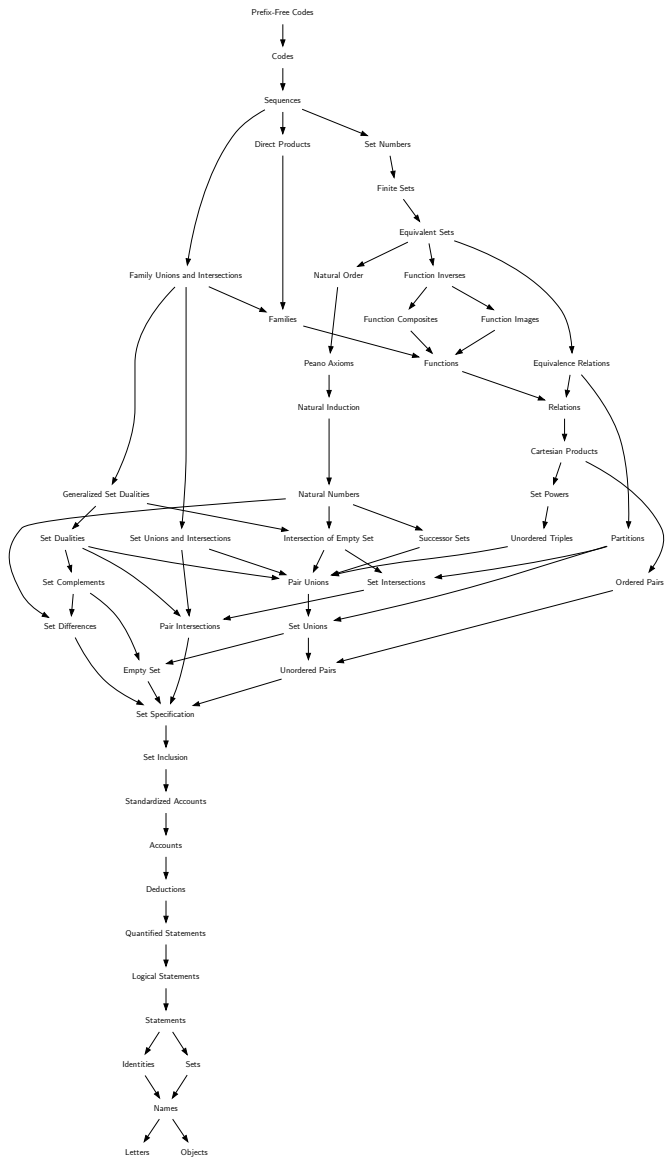 Prefix-Free Codes
Codes
Sequences
Direct Products
Set Numbers
Finite Sets
Equivalent Sets
Family Unions and Intersections
Natural Order
Function Inverses
Families
Function Composites
Function Images
Peano Axioms
Functions
Equivalence Relations
Natural Induction
Relations
Cartesian Products
Generalized Set Dualities
Natural Numbers
Set Powers
Set Dualities
Set Unions and Intersections
Intersection of Empty Set
Successor Sets
Unordered Triples
Partitions
Set Complements
Pair Unions
Set Intersections
Ordered Pairs
Set Differences
Pair Intersections
Set Unions
Empty Set
Unordered Pairs
Set Specification
Set Inclusion
Standardized Accounts
Accounts
Deductions
Quantified Statements
Logical Statements
Statements
Identities
Sets
Names
Letters
Objects